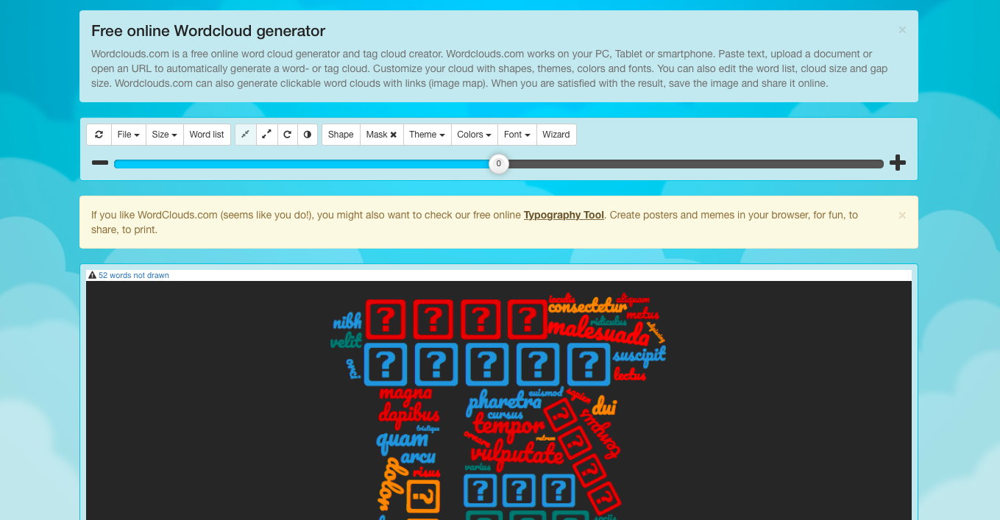 Free online Wordcloud generator
×
Wordclouds.com is a free online word cloud generator and tag cloud creator. Wordclouds.com works on your PC, Tablet or smartphone. Paste text, upload a document or
open an URL to automatically generate a word- or tag cloud. Customize your cloud with shapes, themes, colors and fonts. You can also edit the word list, cloud size and gap
size. Wordclouds.com can also generate clickable word clouds with links (image map). When you are satisfied with the result, save the image and share it online.
File Size Word list Shape Mask Theme Colors Font Wizard
0
If you like WordClouds.com (seems like you do!), you might also want to check our free online Typography Tool. Create posters and memes in your browser, for fun, to
×
share, to print.
52 words not drawn
iaculis
aliquam
consectetur
nibh
? ? ? ?
metus
ridiculus
malesuada
adipiscing
velit
suscipit
orci
? ? ? ? ?
lectus
magna
euismod
sapien
pharetra
dui
dapibus
cursus
?
tempus
tristique
tempor
quam
ornare
rutrum
?
arcu
vulputate
dolor
risus
varius
?
?
? ? ?
?
sociis